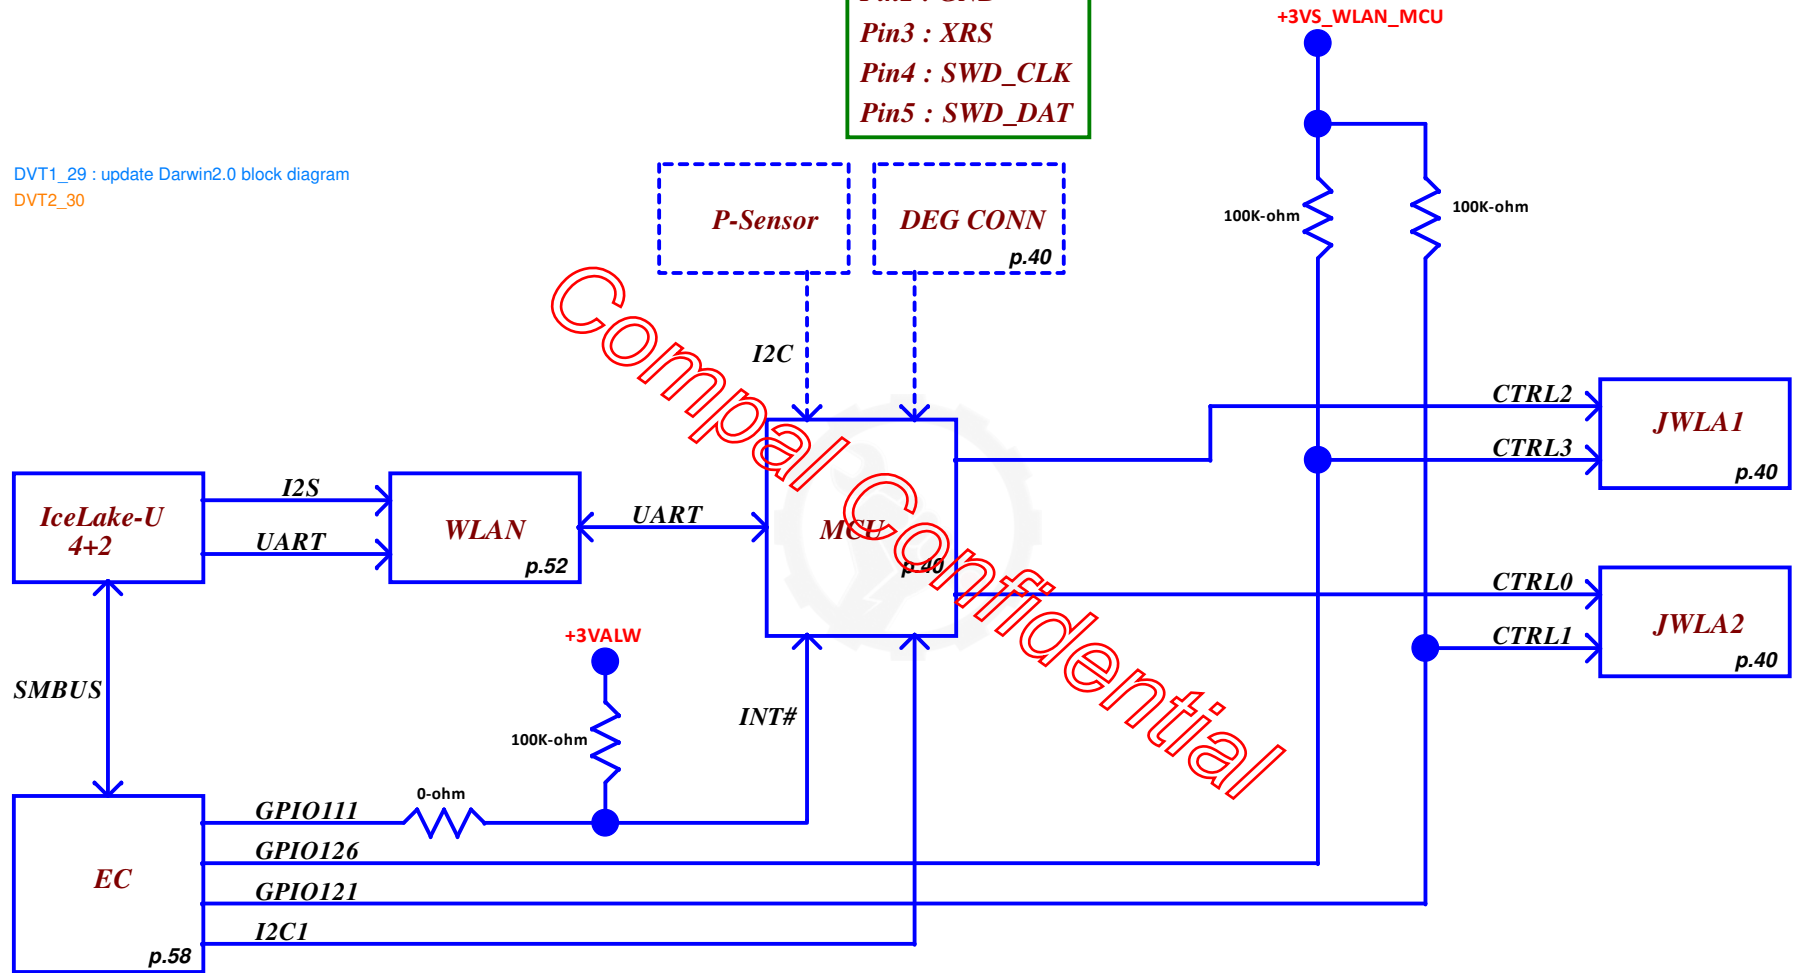 Pin3 : XRS
Pin4 : SWD_CLK
Pin5 : SWD_DAT
+3VS_WLAN_MCU
DVT1_29 : update Darwin2.0 block diagram
DVT2_30
P-Sensor
DEG CONN
p.40
100K-ohm
100K-ohm
I2C
CTRL2
JWLA1
CTRL3
p.40
I2S
IceLake-U
4+2
UART
WLAN
p.52
UART
MCU
p.40
CTRL0
JWLA2
CTRL1
p.40
+3VALW
SMBUS
INT#
100K-ohm
0-ohm
GPIO111
GPIO126
EC
GPIO121
I2C1
p.58
Compal Confidential